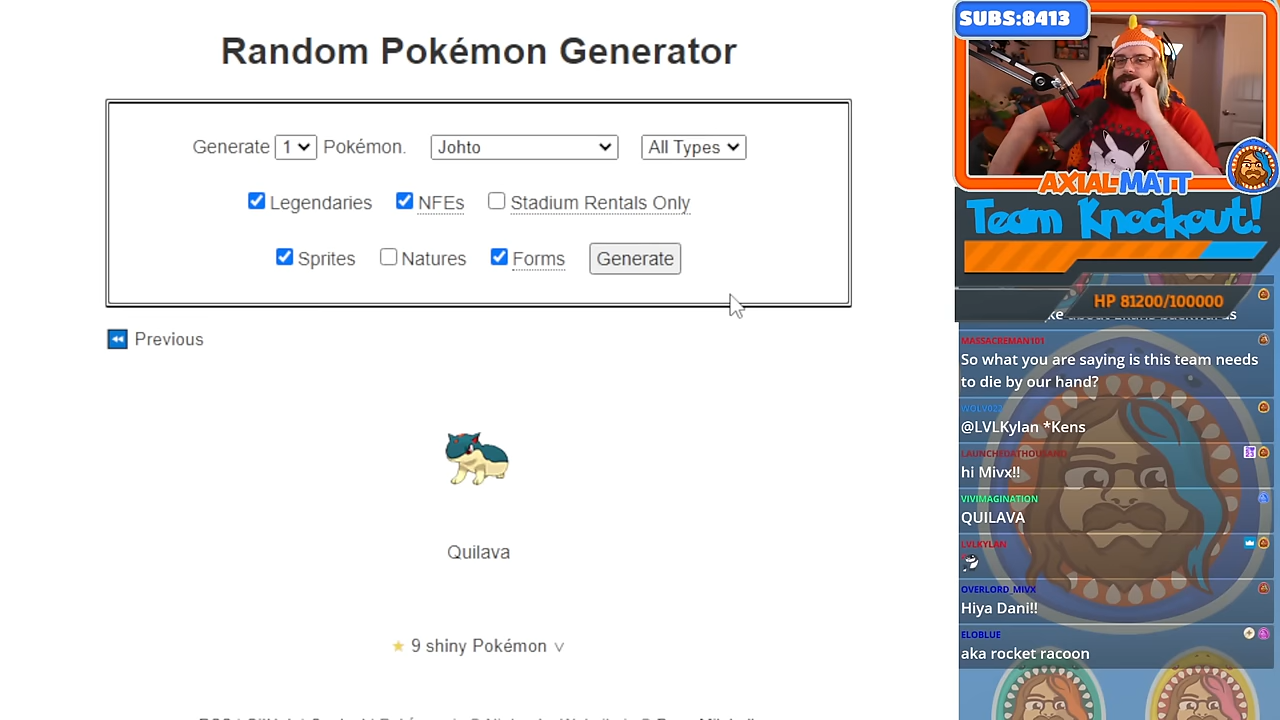 Random Pokémon Generator
Generate 1 Pokémon. Johto All Types
Legendaries NFEs Stadium Rentals Only
Sprites Natures Forms Generate
Previous
Quilava
9 shiny Pokémon
SUBS:8413
AXIALMATT
Team Knockout!
HP 81200/100000
MASSACREMAN101
So what you are saying is this team needs
to die by our hand?
@LVLKylan *Kens
LAUNCHEDATHOUSAND
hi Mivx!!
VIVIMAGINATION
QUILAVA
LVLKYLAN
OVERLORD_MIVX
Hiya Dani!!
ELOBLUE
aka rocket racoon